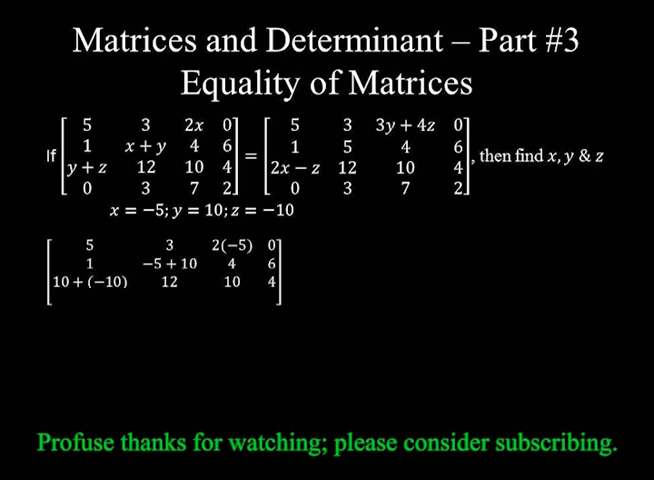 Matrices and Determinant – Part #3
Equality of Matrices
If [5 3 2x 0; 1 x + y 4 6; y + z 12 10 4; 0 3 7 2] = [5 3 3y + 4z 0; 1 5 4 6; 2x − z 12 10 4; 0 3 7 2], then find x, y & z
x = −5; y = 10; z = −10
[5 3 2(−5) 0
1 −5 + 10 4 6
10 + (−10) 12 10 4]
Profuse thanks for watching; please consider subscribing.